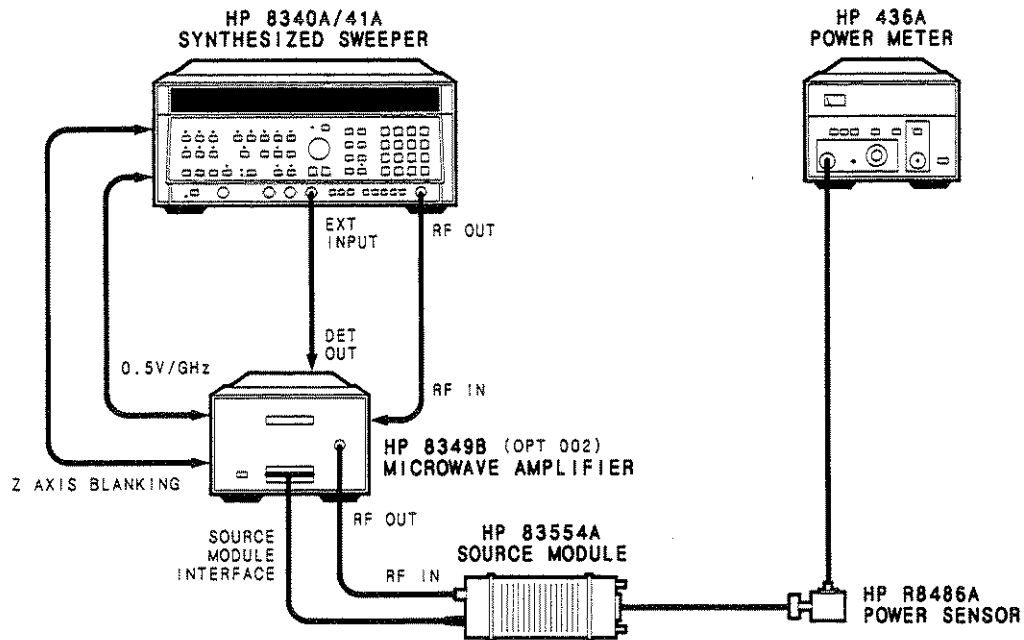 HP 8340A/41A
SYNTHESIZED SWEEPER
HP 436A
POWER METER
EXT
INPUT
RF OUT
DET
OUT
0.5V/GHz
RF IN
HP 8349B (OPT 002)
MICROWAVE AMPLIFIER
Z AXIS BLANKING
RF OUT
SOURCE
MODULE
INTERFACE
HP 83554A
SOURCE MODULE
RF IN
HP R8486A
POWER SENSOR